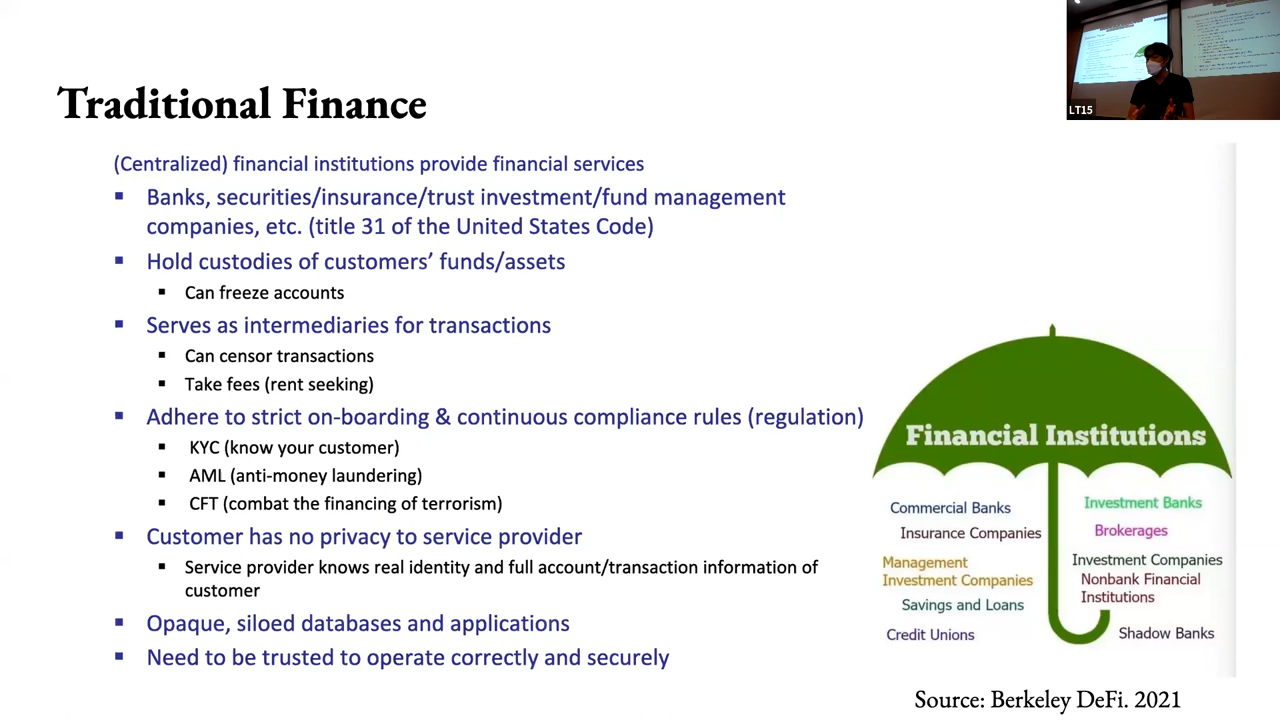 LT15
Traditional Finance
(Centralized) financial institutions provide financial services
▪ Banks, securities/insurance/trust investment/fund management
companies, etc. (title 31 of the United States Code)
▪ Hold custodies of customers’ funds/assets
▪ Can freeze accounts
▪ Serves as intermediaries for transactions
▪ Can censor transactions
▪ Take fees (rent seeking)
▪ Adhere to strict on-boarding & continuous compliance rules (regulation)
▪ KYC (know your customer)
▪ AML (anti-money laundering)
▪ CFT (combat the financing of terrorism)
▪ Customer has no privacy to service provider
▪ Service provider knows real identity and full account/transaction information of
customer
▪ Opaque, siloed databases and applications
▪ Need to be trusted to operate correctly and securely
Financial Institutions
Commercial Banks
Insurance Companies
Management
Investment Companies
Savings and Loans
Credit Unions
Investment Banks
Brokerages
Investment Companies
Nonbank Financial
Institutions
Shadow Banks
Source: Berkeley DeFi. 2021